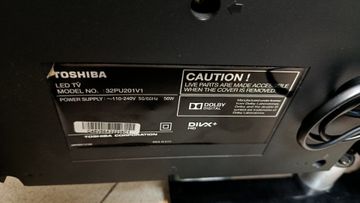 TOSHIBA
LED TV
MODEL NO. 32PU201V1
POWER SUPPLY ~110-240V 50/60Hz 50W
TOSHIBA CORPORATION
CAUTION !
LIVE PARTS ARE MADE ACCESSIBLE
WHEN THE COVER IS REMOVED.
DOLBY
DIGITAL
DIVX+
HD